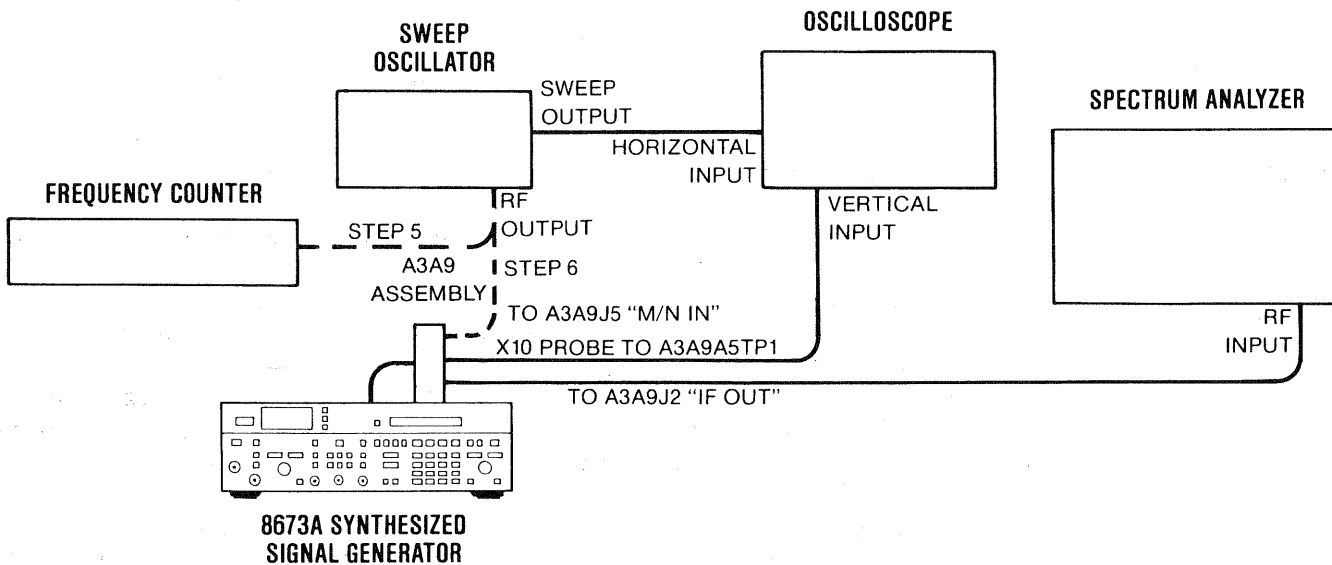 SWEEP
OSCILLATOR
OSCILLOSCOPE
SPECTRUM ANALYZER
FREQUENCY COUNTER
SWEEP
OUTPUT
HORIZONTAL
INPUT
VERTICAL
INPUT
RF
OUTPUT
STEP 5
A3A9
ASSEMBLY
STEP 6
TO A3A9J5 "M/N IN"
X10 PROBE TO A3A9A5TP1
TO A3A9J2 "IF OUT"
RF
INPUT
8673A SYNTHESIZED
SIGNAL GENERATOR